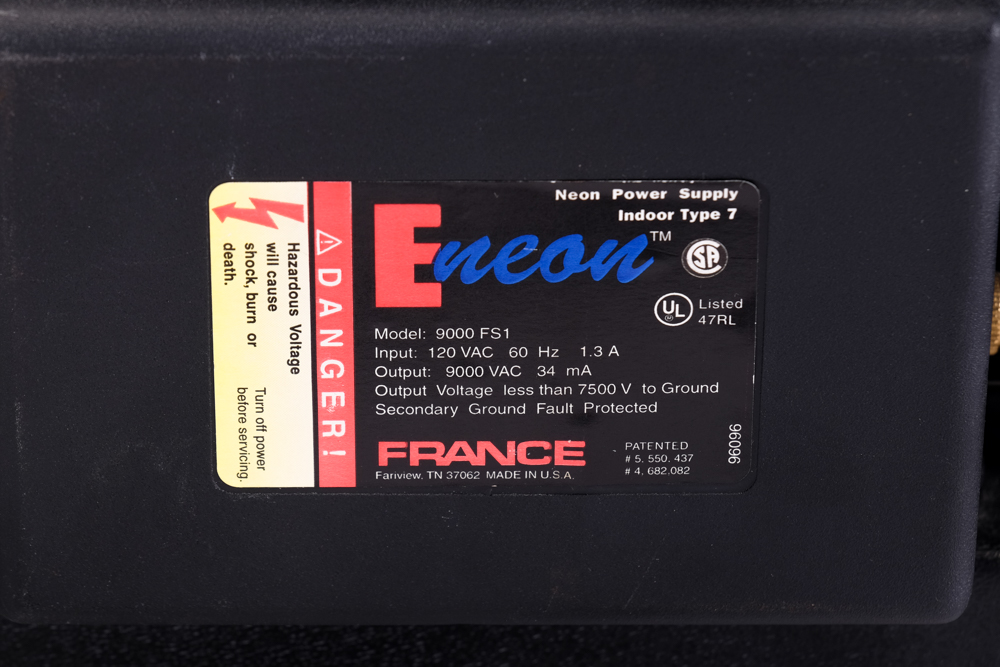 Hazardous Voltage
will cause
shock, burn or
death.
Turn off power
before servicing.
DANGER!
Neon Power Supply
Indoor Type 7
Eneon™
SA
UL Listed
47RL
Model: 9000 FS1
Input: 120 VAC 60 Hz 1.3 A
Output: 9000 VAC 34 mA
Output Voltage less than 7500 V to Ground
Secondary Ground Fault Protected
FRANCE
Fariview, TN 37062 MADE IN U.S.A.
PATENTED
# 5, 550. 437
# 4, 682,082
96096